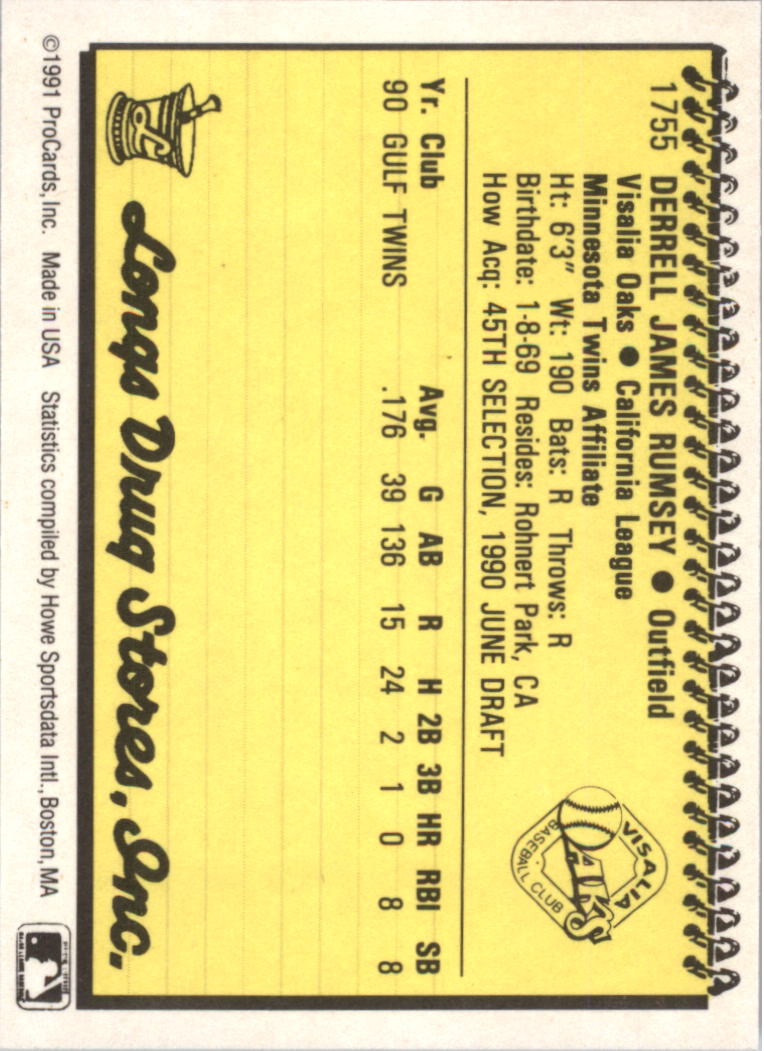 1755 DERRELL JAMES RUMSEY ● Outfield
Visalia Oaks ● California League
Minnesota Twins Affiliate
Ht: 6'3" Wt: 190 Bats: R Throws: R
Birthdate: 1-8-69 Resides: Rohnert Park, CA
How Acq: 45TH SELECTION, 1990 JUNE DRAFT
VISALIA
OAKS
BASEBALL CLUB
Yr. Club Avg. G AB R H 2B 3B HR RBI SB
90 GULF TWINS .176 39 136 15 24 2 1 0 8 8
L
Longs Drug Stores, Inc.
©1991 ProCards, Inc. Made in USA Statistics compiled by Howe Sportsdata Intl., Boston, MA